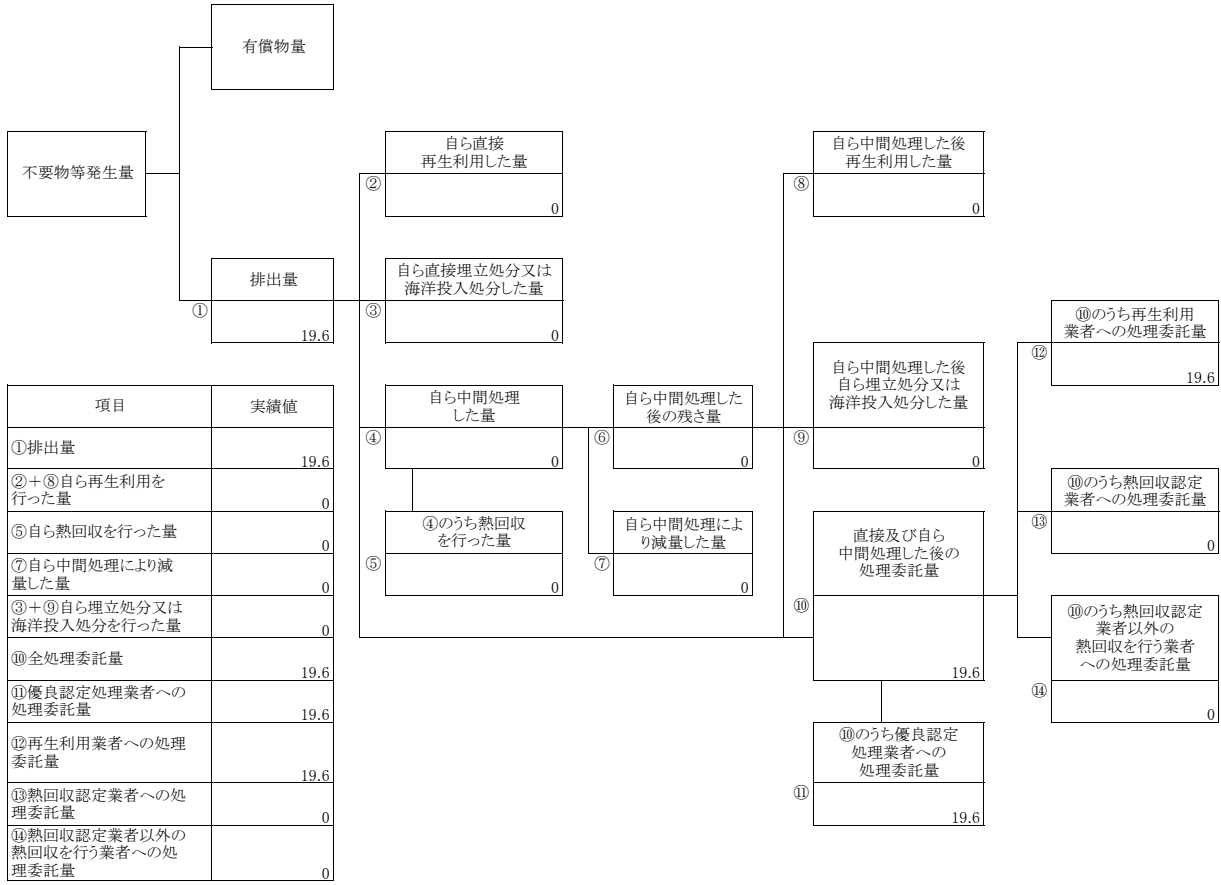 有償物量
不要物等発生量
自ら直接
再生利用した量
②
0
自ら中間処理した後
再生利用した量
⑧
0
排出量
①
19.6
自ら直接埋立処分又は
海洋投入処分した量
③
0
⑩のうち再生利用
業者への処理委託量
⑫
19.6
自ら中間処理
した量
④
0
自ら中間処理した
後の残さ量
⑥
0
自ら中間処理した後
自ら埋立処分又は
海洋投入処分した量
⑨
0
④のうち熱回収
を行った量
⑤
0
自ら中間処理によ
り減量した量
⑦
0
直接及び自ら
中間処理した後の
処理委託量
⑩
19.6
⑩のうち熱回収認定
業者への処理委託量
⑬
0
⑩のうち熱回収認定
業者以外の
熱回収を行う業者
への処理委託量
⑭
0
⑩のうち優良認定
処理業者への
処理委託量
⑪
19.6
項目 実績値
①排出量
19.6
②+⑧自ら再生利用を
行った量
0
⑤自ら熱回収を行った量
0
⑦自ら中間処理により減
量した量
0
③+⑨自ら埋立処分又は
海洋投入処分を行った量
0
⑩全処理委託量
19.6
⑪優良認定処理業者への
処理委託量
19.6
⑫再生利用業者への処理
委託量
19.6
⑬熱回収認定業者への処
理委託量
0
⑭熱回収認定業者以外の
熱回収を行う業者への処
理委託量
0